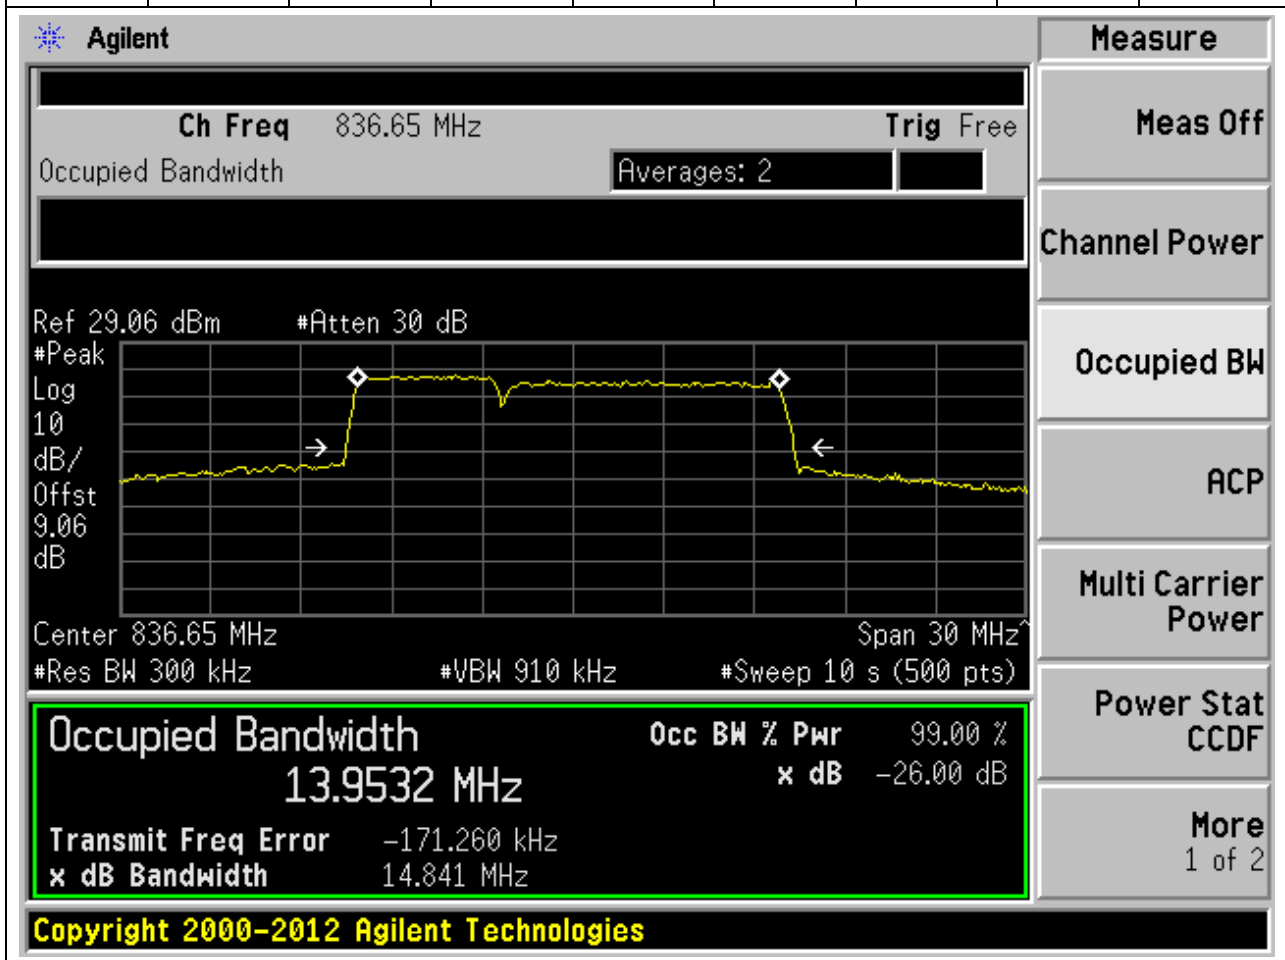 Agilent
Measure
Ch Freq 836.65 MHz Trig Free
Occupied Bandwidth Averages: 2
Meas Off
Channel Power
Occupied BW
ACP
Multi Carrier
Power
Power Stat
CCDF
More
1 of 2
Ref 29.06 dBm #Atten 30 dB
#Peak
Log
10
dB/
Offst
9.06
dB
Center 836.65 MHz Span 30 MHz^
#Res BW 300 kHz #VBW 910 kHz #Sweep 10 s (500 pts)
Occupied Bandwidth Occ BW % Pwr 99.00 %
13.9532 MHz x dB -26.00 dB
Transmit Freq Error -171.260 kHz
x dB Bandwidth 14.841 MHz
Copyright 2000-2012 Agilent Technologies